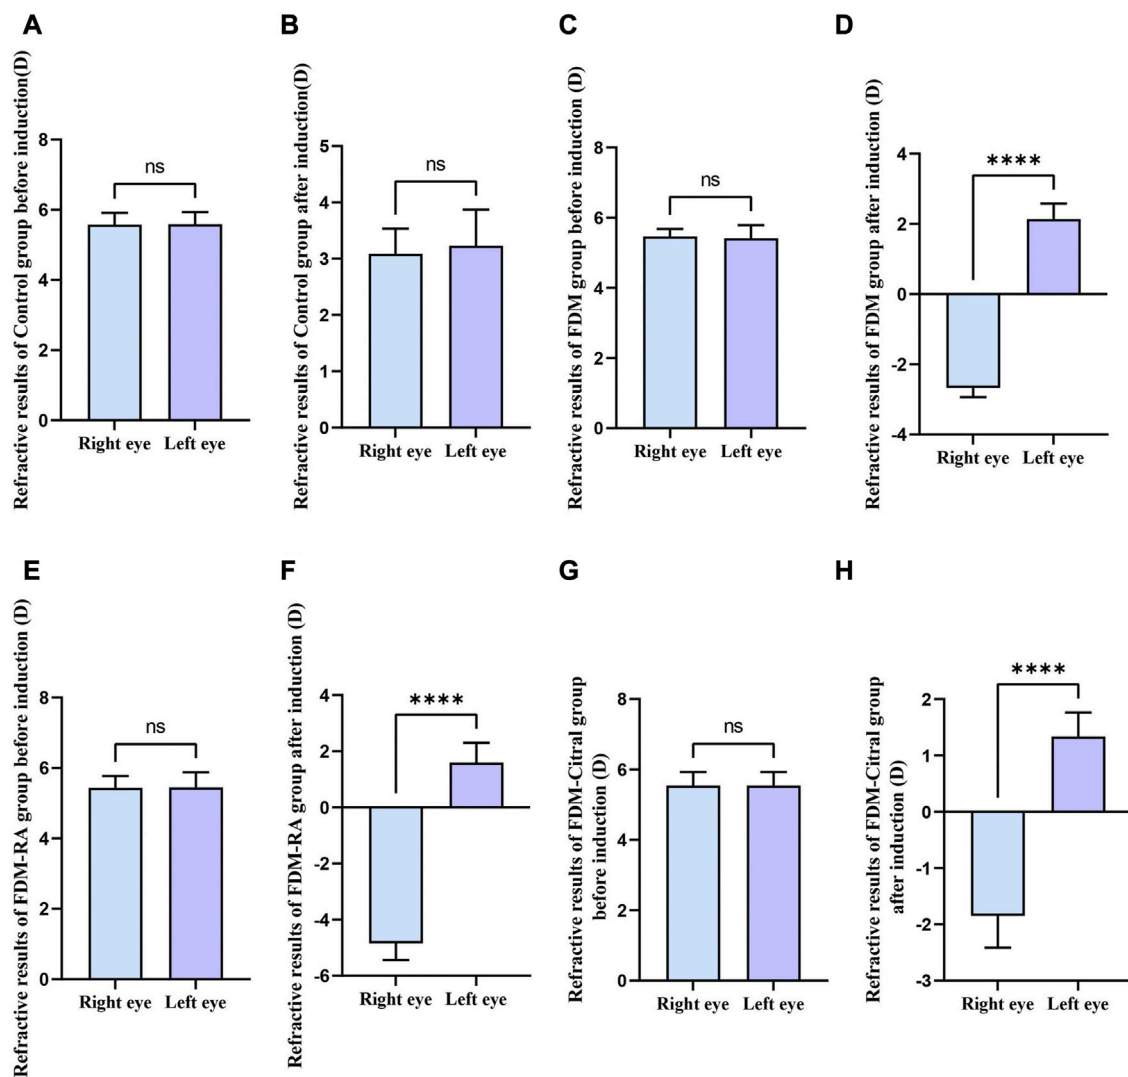 A
Refractive results of Control group before induction(D)
8
6
4
2
0
ns
Right eye Left eye
B
Refractive results of Control group after induction(D)
5
4
3
2
1
0
ns
Right eye Left eye
C
Refractive results of FDM group before induction (D)
8
6
4
2
0
ns
Right eye Left eye
D
Refractive results of FDM group after induction (D)
4
2
0
-2
-4
****
Right eye Left eye
E
Refractive results of FDM-RA group before induction (D)
8
6
4
2
0
ns
Right eye Left eye
F
Refractive results of FDM-RA group after induction (D)
4
2
0
-2
-4
-6
****
Right eye Left eye
G
Refractive results of FDM-Citral group
before induction (D)
8
6
4
2
0
ns
Right eye Left eye
H
Refractive results of FDM-Citral group
after induction (D)
2
1
0
-1
-2
-3
****
Right eye Left eye